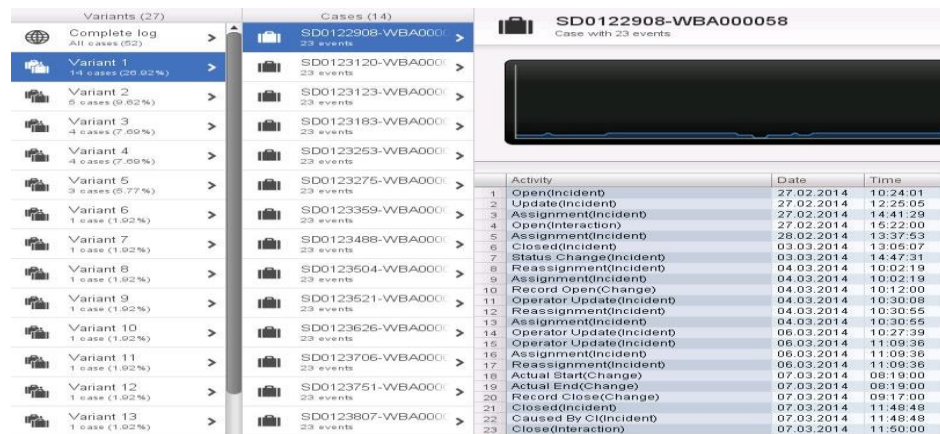 Variants (27)
Complete log
All cases (52)
Variant 1
14 cases (26.92%)
Variant 2
5 cases (9.62%)
Variant 3
4 cases (7.69%)
Variant 4
4 cases (7.69%)
Variant 5
3 cases (5.77%)
Variant 6
1 case (1.92%)
Variant 7
1 case (1.92%)
Variant 8
1 case (1.92%)
Variant 9
1 case (1.92%)
Variant 10
1 case (1.92%)
Variant 11
1 case (1.92%)
Variant 12
1 case (1.92%)
Variant 13
1 case (1.92%)
Cases (14)
SD0122908-WBA000
23 events
SD0123120-WBA000
23 events
SD0123123-WBA000
23 events
SD0123183-WBA000
23 events
SD0123253-WBA000
23 events
SD0123275-WBA000
23 events
SD0123359-WBA000
23 events
SD0123488-WBA000
23 events
SD0123504-WBA000
23 events
SD0123521-WBA000
23 events
SD0123626-WBA000
23 events
SD0123706-WBA000
23 events
SD0123751-WBA000
23 events
SD0123807-WBA000
23 events
SD0122908-WBA000058
Case with 23 events
Activity Date Time
1 Open(Incident) 27.02.2014 10:24:01
2 Update(Incident) 27.02.2014 12:25:05
3 Assignment(Incident) 27.02.2014 14:41:29
4 Open(Interaction) 27.02.2014 15:22:00
5 Assignment(Incident) 28.02.2014 13:37:53
6 Closed(Incident) 03.03.2014 13:05:07
7 Status Change(Incident) 03.03.2014 14:47:31
8 Reassignment(Incident) 04.03.2014 10:02:19
9 Assignment(Incident) 04.03.2014 10:02:19
10 Record Open(Change) 04.03.2014 10:12:00
11 Operator Update(Incident) 04.03.2014 10:30:08
12 Reassignment(Incident) 04.03.2014 10:30:55
13 Assignment(Incident) 04.03.2014 10:30:55
14 Operator Update(Incident) 06.03.2014 10:27:39
15 Operator Update(Incident) 06.03.2014 11:09:36
16 Assignment(Incident) 06.03.2014 11:09:36
17 Reassignment(Incident) 06.03.2014 11:09:36
18 Actual Start(Change) 07.03.2014 08:19:00
19 Actual End(Change) 07.03.2014 08:19:00
20 Record Close(Change) 07.03.2014 09:17:00
21 Closed(Incident) 07.03.2014 11:48:48
22 Caused By CI(Incident) 07.03.2014 11:48:48
23 Close(Interaction) 07.03.2014 11:50:00